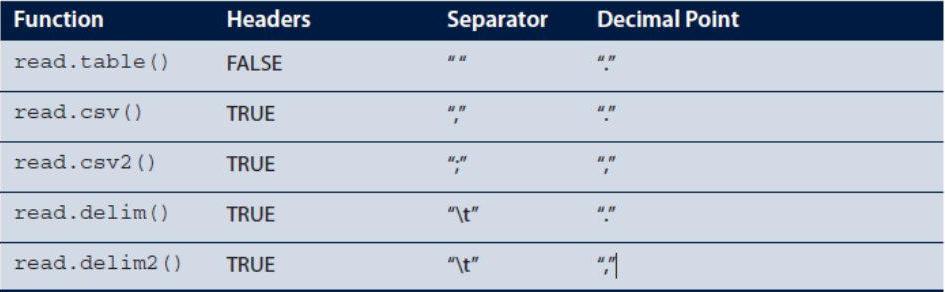 Function Headers Separator Decimal Point
read.table() FALSE “ “ “.”
read.csv() TRUE “,” “.”
read.csv2() TRUE “;” “,”
read.delim() TRUE “\t” “.”
read.delim2() TRUE “\t” “,”